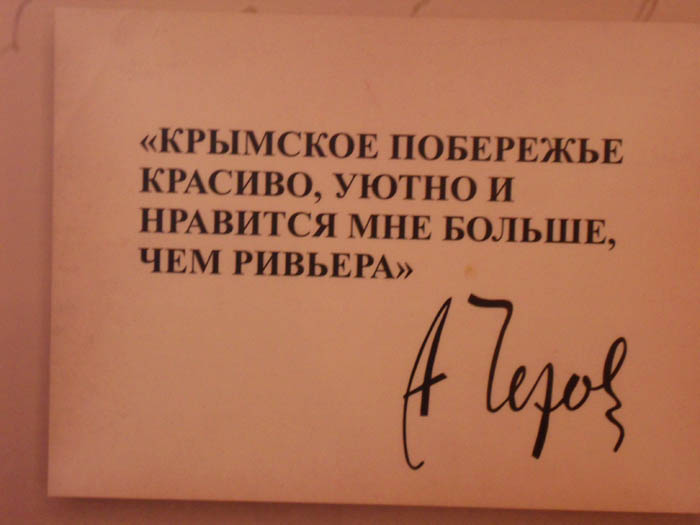 «КРЫМСКОЕ ПОБЕРЕЖЬЕ
КРАСИВО, УЮТНО И
НРАВИТСЯ МНЕ БОЛЬШЕ,
ЧЕМ РИВЬЕРА»
А Чехов